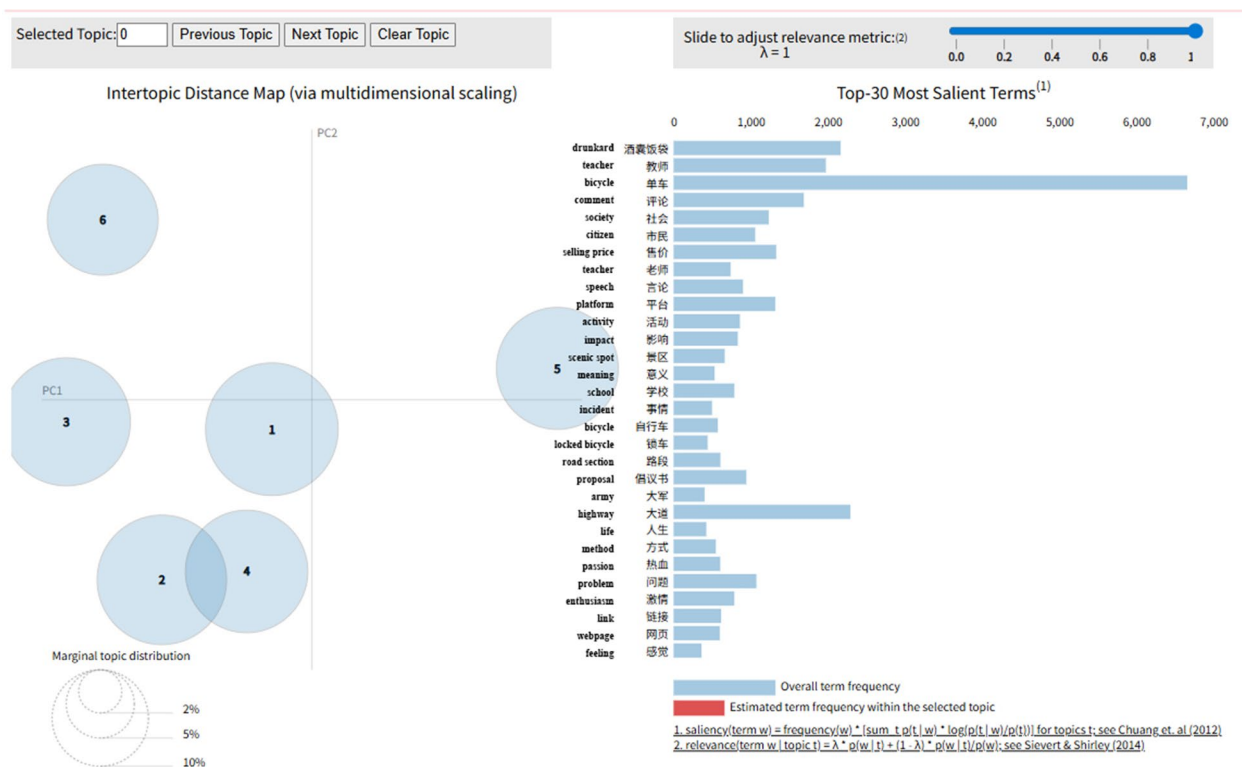 Selected Topic: 0 Previous Topic Next Topic Clear Topic
Slide to adjust relevance metric:(2)
λ = 1
0.0 0.2 0.4 0.6 0.8 1
Intertopic Distance Map (via multidimensional scaling)
PC2
PC1
6
5
3
1
2
4
Marginal topic distribution
2%
5%
10%
Top-30 Most Salient Terms(1)
0 1,000 2,000 3,000 4,000 5,000 6,000 7,000
drunkard 酒囊饭袋
teacher 教师
bicycle 单车
comment 评论
society 社会
citizen 市民
selling price 售价
teacher 老师
speech 言论
platform 平台
activity 活动
impact 影响
scenic spot 景区
meaning 意义
school 学校
incident 事情
bicycle 自行车
locked bicycle 锁车
road section 路段
proposal 倡议书
army 大军
highway 大道
life 人生
method 方式
passion 热血
problem 问题
enthusiasm 激情
link 链接
webpage 网页
feeling 感觉
Overall term frequency
Estimated term frequency within the selected topic
1. saliency(term w) = frequency(w) * [sum_t p(t | w) * log(p(t | w)/p(t))] for topics t; see Chuang et. al (2012)
2. relevance(term w | topic t) = λ * p(w | t) + (1 - λ) * p(w | t)/p(w); see Sievert & Shirley (2014)